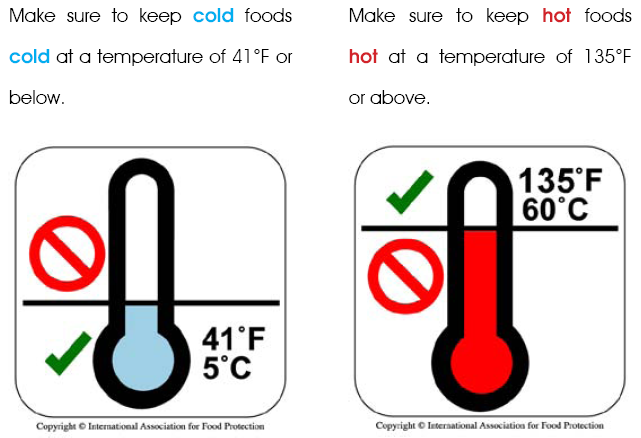 Make sure to keep cold foods
cold at a temperature of 41°F or
below.
Make sure to keep hot foods
hot at a temperature of 135°F
or above.
41°F
5°C
Copyright © International Association for Food Protection
135°F
60°C
Copyright © International Association for Food Protection